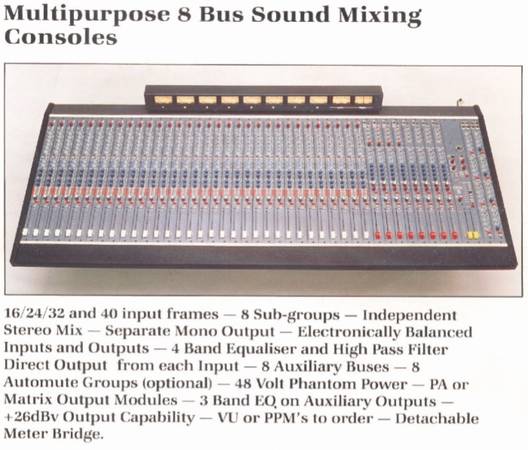 Multipurpose 8 Bus Sound Mixing
Consoles
16/24/32 and 40 input frames — 8 Sub-groups — Independent
Stereo Mix — Separate Mono Output — Electronically Balanced
Inputs and Outputs — 4 Band Equaliser and High Pass Filter
Direct Output from each Input — 8 Auxiliary Buses — 8
Automute Groups (optional) — 48 Volt Phantom Power — PA or
Matrix Output Modules — 3 Band EQ on Auxiliary Outputs —
+26dBv Output Capability — VU or PPM's to order — Detachable
Meter Bridge.